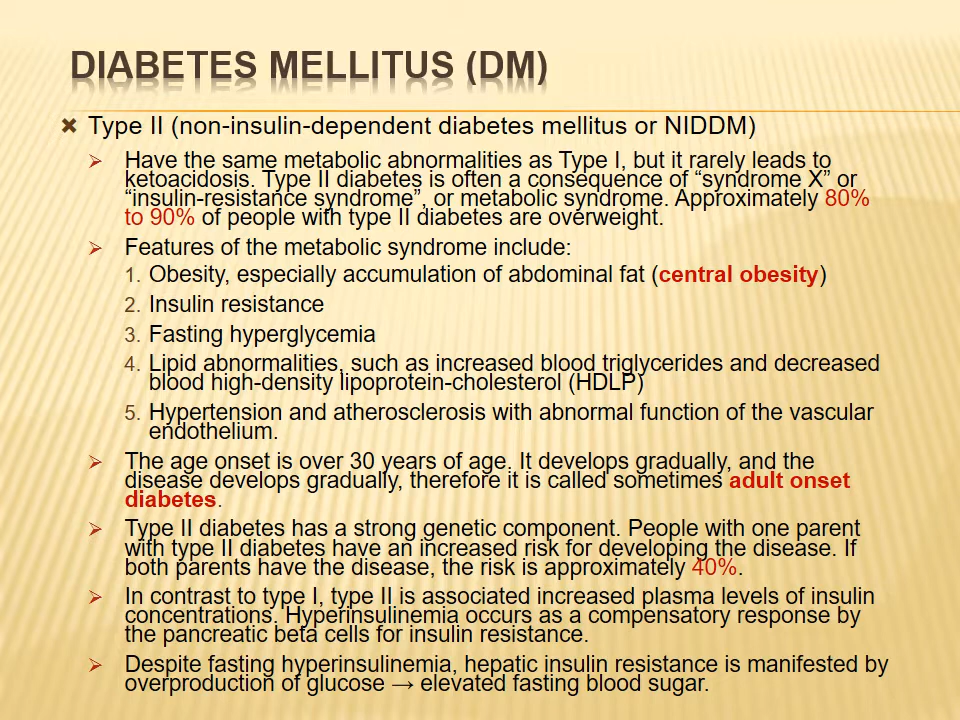 DIABETES MELLITUS (DM)
Type II (non-insulin-dependent diabetes mellitus or NIDDM)
Have the same metabolic abnormalities as Type I, but it rarely leads to
ketoacidosis. Type II diabetes is often a consequence of “syndrome X” or
“insulin-resistance syndrome”, or metabolic syndrome. Approximately 80%
to 90% of people with type II diabetes are overweight.
Features of the metabolic syndrome include:
1. Obesity, especially accumulation of abdominal fat (central obesity)
2. Insulin resistance
3. Fasting hyperglycemia
4. Lipid abnormalities, such as increased blood triglycerides and decreased
blood high-density lipoprotein-cholesterol (HDLP)
5. Hypertension and atherosclerosis with abnormal function of the vascular
endothelium.
The age onset is over 30 years of age. It develops gradually, and the
disease develops gradually, therefore it is called sometimes adult onset
diabetes.
Type II diabetes has a strong genetic component. People with one parent
with type II diabetes have an increased risk for developing the disease. If
both parents have the disease, the risk is approximately 40%.
In contrast to type I, type II is associated increased plasma levels of insulin
concentrations. Hyperinsulinemia occurs as a compensatory response by
the pancreatic beta cells for insulin resistance.
Despite fasting hyperinsulinemia, hepatic insulin resistance is manifested by
overproduction of glucose → elevated fasting blood sugar.